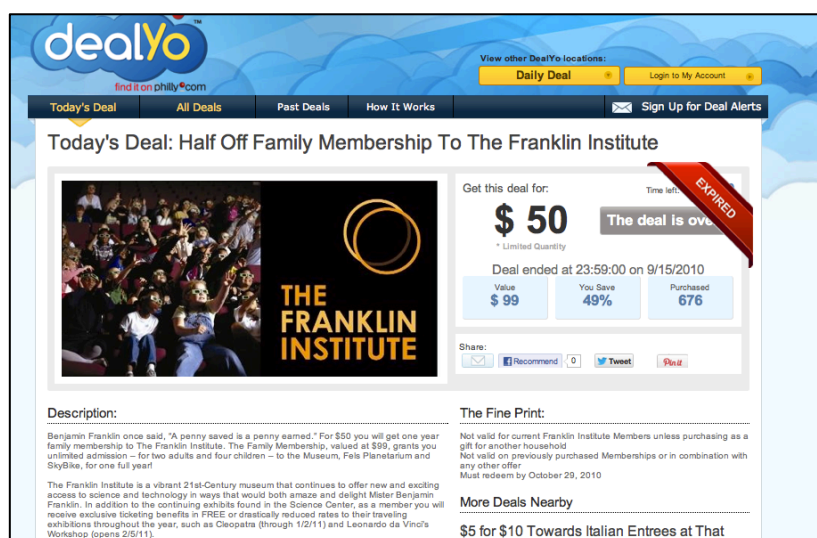 dealYo™
find it on philly.com
View other DealYo locations:
Daily Deal
Login to My Account
Today's Deal
All Deals
Past Deals
How It Works
Sign Up for Deal Alerts
Today's Deal: Half Off Family Membership To The Franklin Institute
THE
FRANKLIN
INSTITUTE
Get this deal for:
Time left:
EXPIRED
$ 50
The deal is ove
* Limited Quantity
Deal ended at 23:59:00 on 9/15/2010
Value
$ 99
You Save
49%
Purchased
676
Share:
Recommend
0
Tweet
Pin it
Description:
Benjamin Franklin once said, "A penny saved is a penny earned." For $50 you will get one year
family membership to The Franklin Institute. The Family Membership, valued at $99, grants you
unlimited admission – for two adults and four children – to the Museum, Fels Planetarium and
SkyBike, for one full year!
The Franklin Institute is a vibrant 21st-Century museum that continues to offer new and exciting
access to science and technology in ways that would both amaze and delight Mister Benjamin
Franklin. In addition to the continuing exhibits found in the Science Center, as a member you will
receive exclusive ticketing benefits in FREE or drastically reduced rates to their traveling
exhibitions throughout the year, such as Cleopatra (through 1/2/11) and Leonardo da Vinci's
Workshop (opens 2/5/11).
The Fine Print:
Not valid for current Franklin Institute Members unless purchasing as a
gift for another household
Not valid on previously purchased Memberships or in combination with
any other offer
Must redeem by October 29, 2010
More Deals Nearby
$5 for $10 Towards Italian Entrees at That